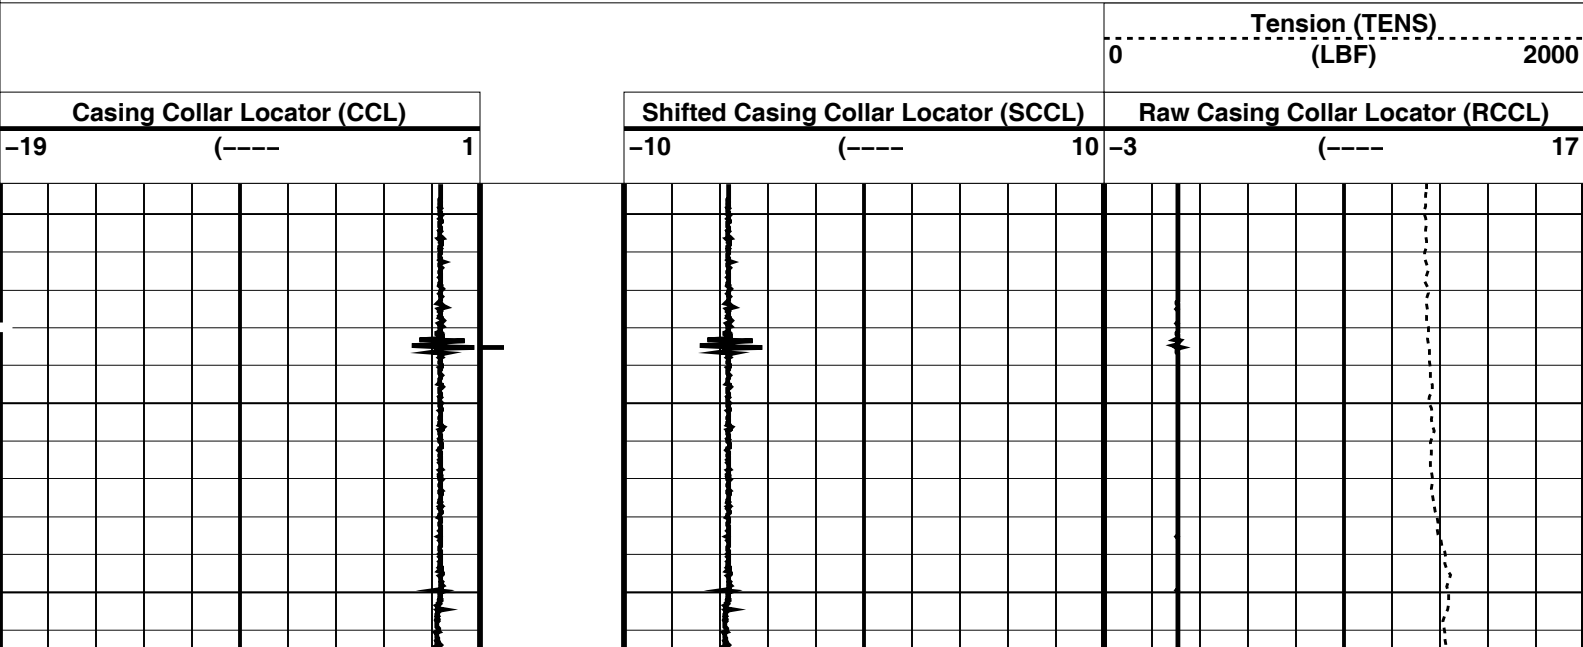 Tension (TENS)
0 (LBF) 2000
Casing Collar Locator (CCL)
−19 (−−−− 1
Shifted Casing Collar Locator (SCCL)
−10 (−−−− 10
Raw Casing Collar Locator (RCCL)
−3 (−−−− 17